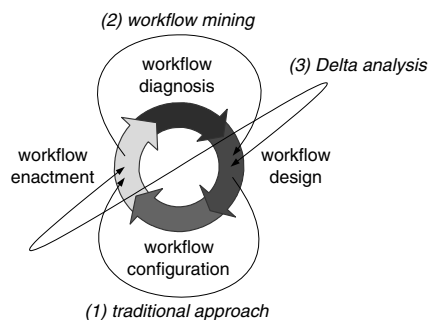 (2) workflow mining
(3) Delta analysis
workflow
diagnosis
workflow
enactment
workflow
design
workflow
configuration
(1) traditional approach